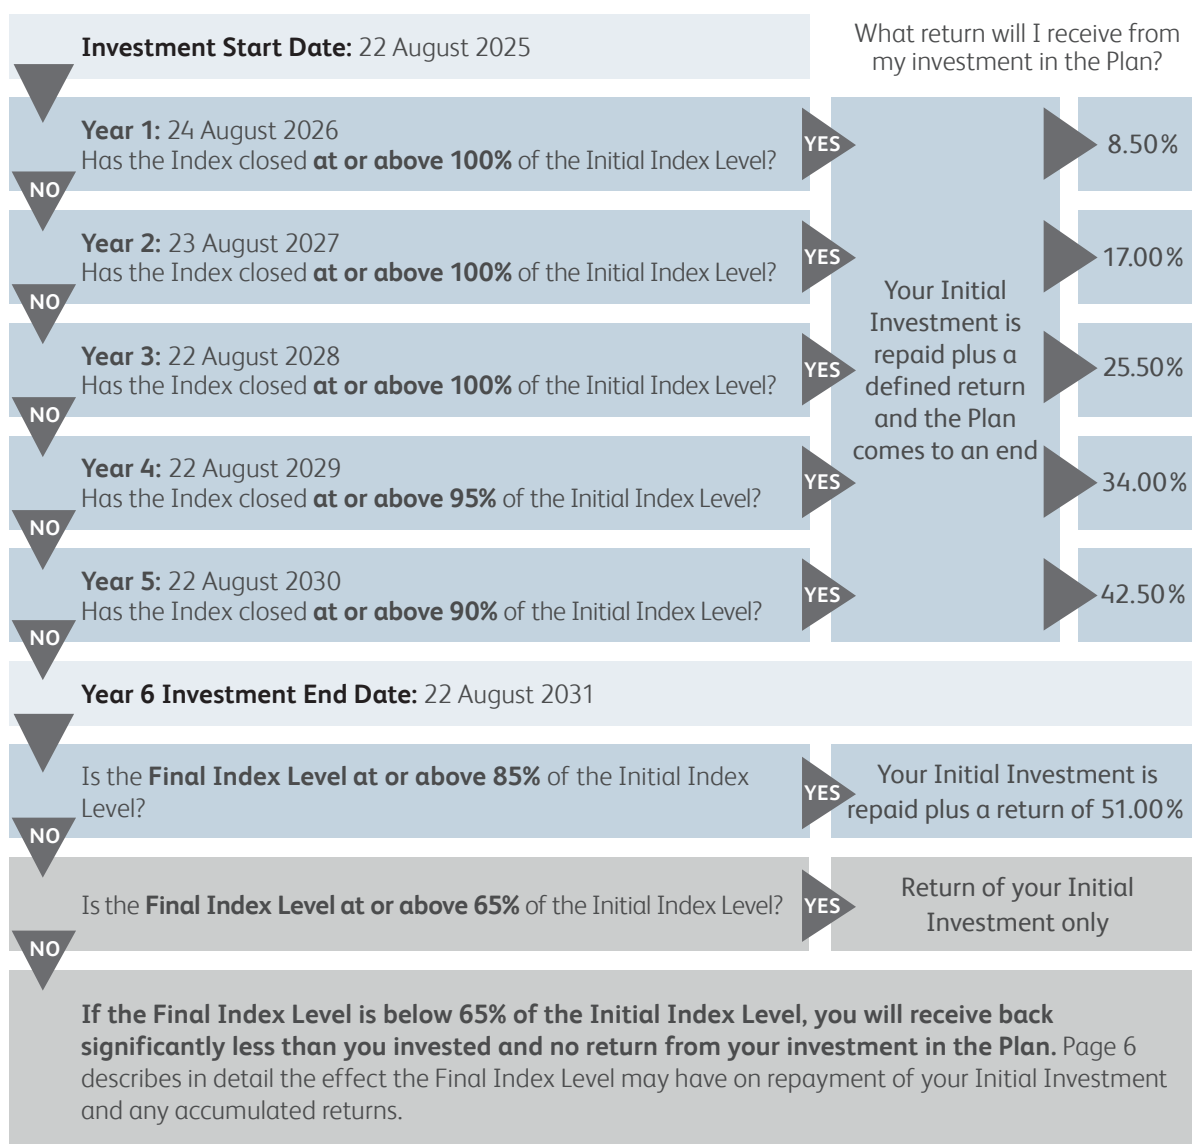 Investment Start Date: 22 August 2025
What return will I receive from
my investment in the Plan?
Year 1: 24 August 2026
Has the Index closed at or above 100% of the Initial Index Level?
YES
8.50%
NO
Year 2: 23 August 2027
Has the Index closed at or above 100% of the Initial Index Level?
YES
17.00%
NO
Year 3: 22 August 2028
Has the Index closed at or above 100% of the Initial Index Level?
YES
25.50%
NO
Year 4: 22 August 2029
Has the Index closed at or above 95% of the Initial Index Level?
YES
34.00%
NO
Year 5: 22 August 2030
Has the Index closed at or above 90% of the Initial Index Level?
YES
42.50%
NO
Your Initial
Investment is
repaid plus a
defined return
and the Plan
comes to an end
Year 6 Investment End Date: 22 August 2031
Is the Final Index Level at or above 85% of the Initial Index
Level?
YES
Your Initial Investment is
repaid plus a return of 51.00%
NO
Is the Final Index Level at or above 65% of the Initial Index Level?
YES
Return of your Initial
Investment only
NO
If the Final Index Level is below 65% of the Initial Index Level, you will receive back
significantly less than you invested and no return from your investment in the Plan. Page 6
describes in detail the effect the Final Index Level may have on repayment of your Initial Investment
and any accumulated returns.